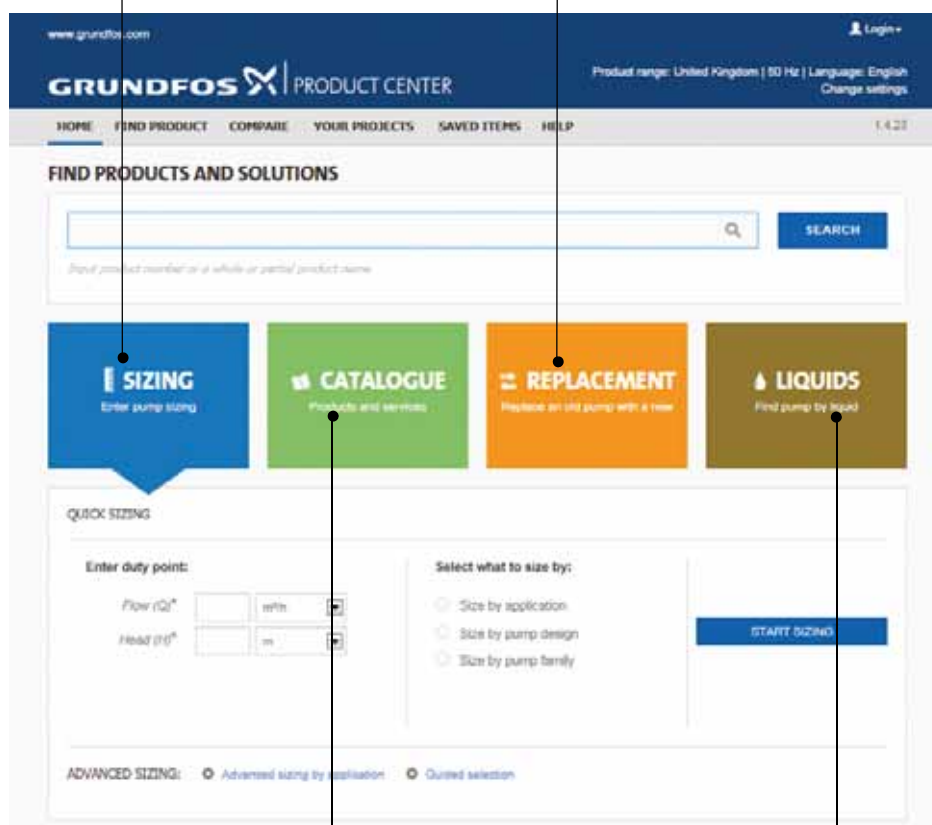 www.grundfos.com
Login
GRUNDFOS PRODUCT CENTER
Product range: United Kingdom | 50 Hz | Language: English
Change settings
HOME FIND PRODUCT COMPARE YOUR PROJECTS SAVED ITEMS HELP
FIND PRODUCTS AND SOLUTIONS
SEARCH
Input product number or a whole or partial product name
SIZING
Enter pump sizing
CATALOGUE
Products and services
REPLACEMENT
Replace an old pump with a new
LIQUIDS
Find pump by liquid
QUICK SIZING
Enter duty point:
Flow (Q)* m³/h
Head (H)* m
Select what to size by:
Size by application
Size by pump design
Size by pump family
START SIZING
ADVANCED SIZING: Advanced sizing by application Guided selection